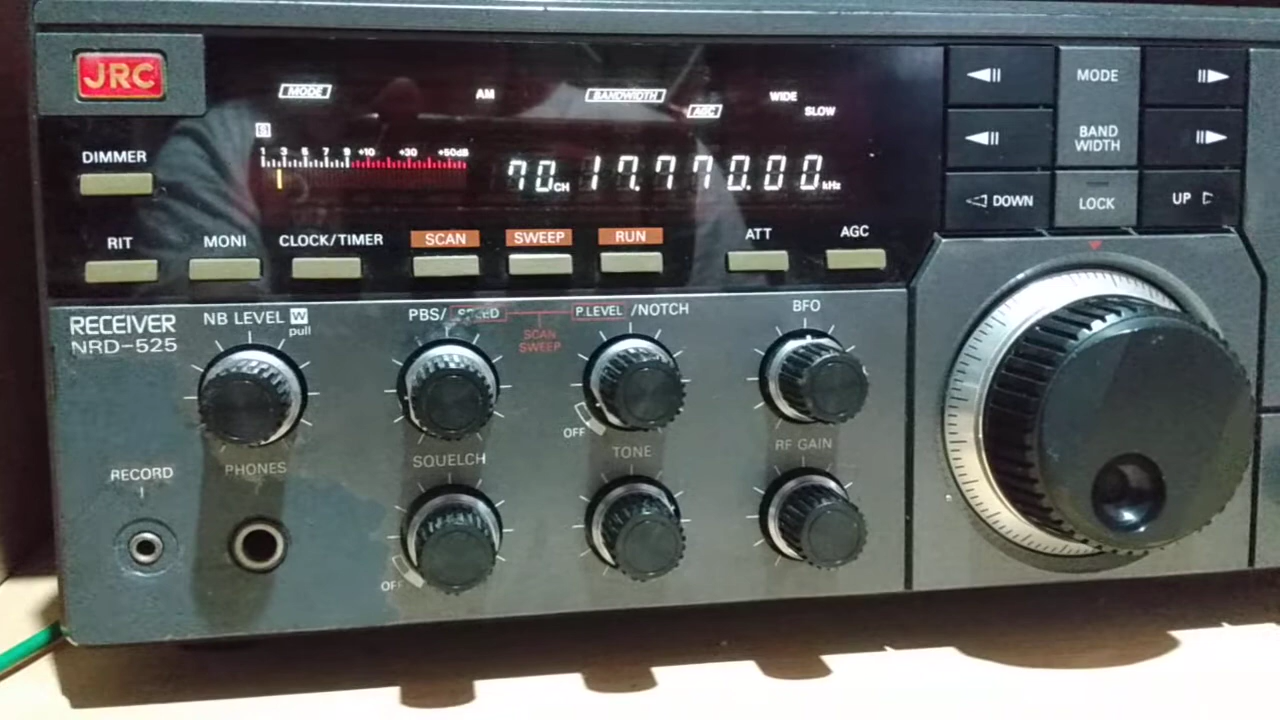 JRC
MODE AM BANDWIDTH WIDE
AGC SLOW
S
1 3 5 7 9 +10 +30 +50dB
70CH 17.770.00 kHz
DIMMER
RIT MONI CLOCK/TIMER SCAN SWEEP RUN ATT AGC
MODE
BAND
WIDTH
DOWN LOCK UP
RECEIVER
NRD-525
NB LEVEL W
pull
PBS/ SPEED P.LEVEL /NOTCH BFO
SCAN
SWEEP
OFF
RECORD PHONES SQUELCH TONE RF GAIN
OFF